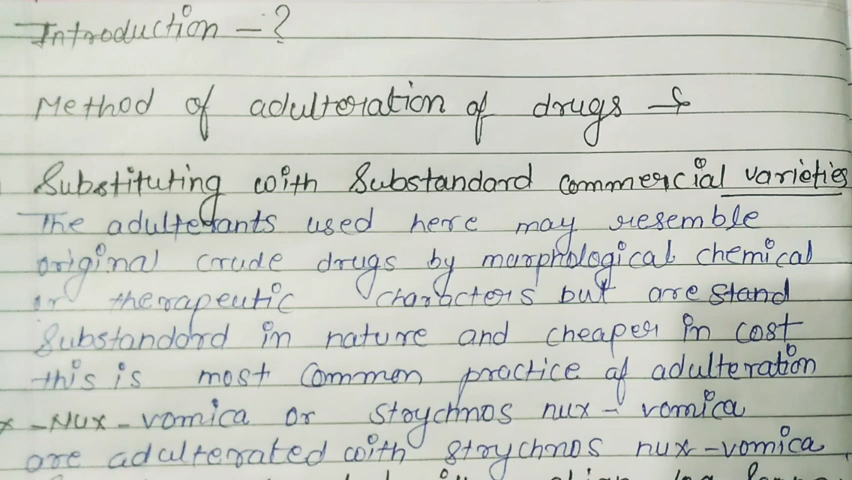 Introduction - ?
Method of adulteration of drugs -
Substituting with Substandard commercial varieties
The adulterants used here may resemble
original crude drugs by morphological chemical
or therapeutic characters but are stand
Substandard in nature and cheaper in cost
this is most common practice of adulteration
x -Nux-vomica or stoychnos nux-vomica
are adulterated with strychnos nux-vomica